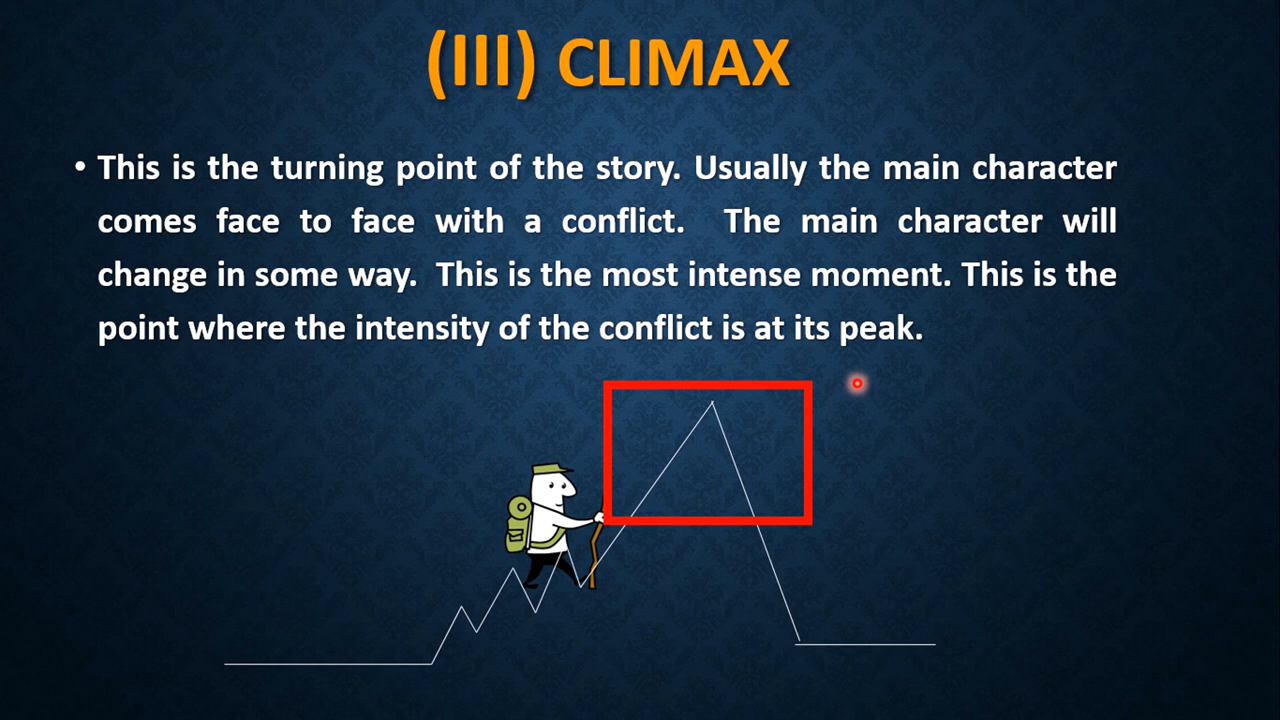 (III) CLIMAX
• This is the turning point of the story. Usually the main character
comes face to face with a conflict.  The main character will
change in some way.  This is the most intense moment. This is the
point where the intensity of the conflict is at its peak.